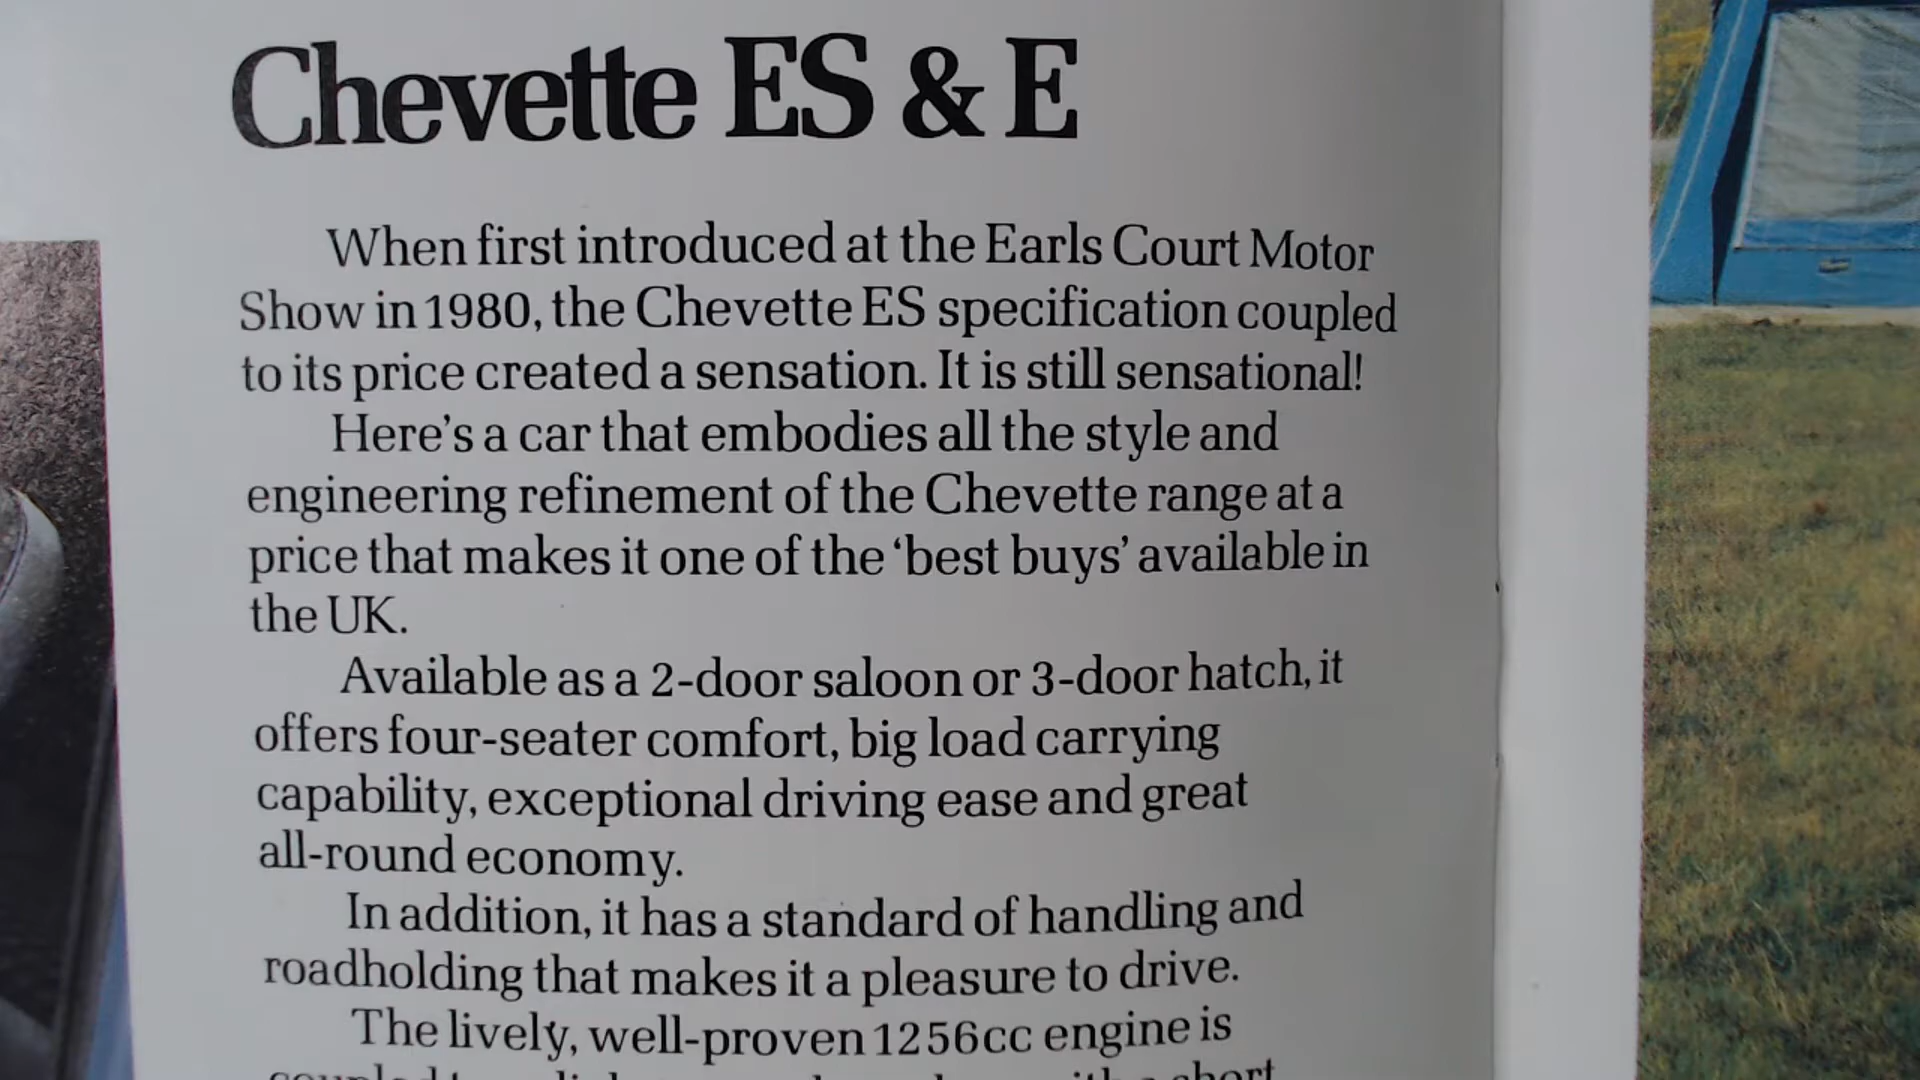 Chevette ES & E
When first introduced at the Earls Court Motor
Show in 1980, the Chevette ES specification coupled
to its price created a sensation. It is still sensational!
Here's a car that embodies all the style and
engineering refinement of the Chevette range at a
price that makes it one of the ‘best buys’ available in
the UK.
Available as a 2-door saloon or 3-door hatch, it
offers four-seater comfort, big load carrying
capability, exceptional driving ease and great
all-round economy.
In addition, it has a standard of handling and
roadholding that makes it a pleasure to drive.
The lively, well-proven 1256cc engine is
short